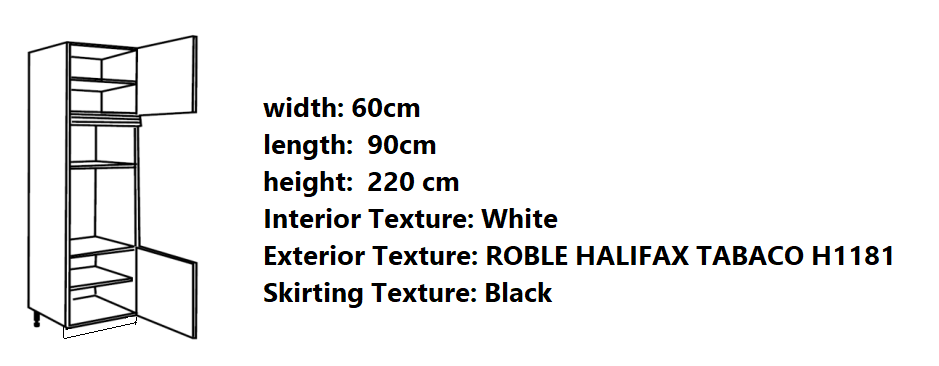 width: 60cm
length:  90cm
height:  220 cm
Interior Texture: White
Exterior Texture: ROBLE HALIFAX TABACO H1181
Skirting Texture: Black